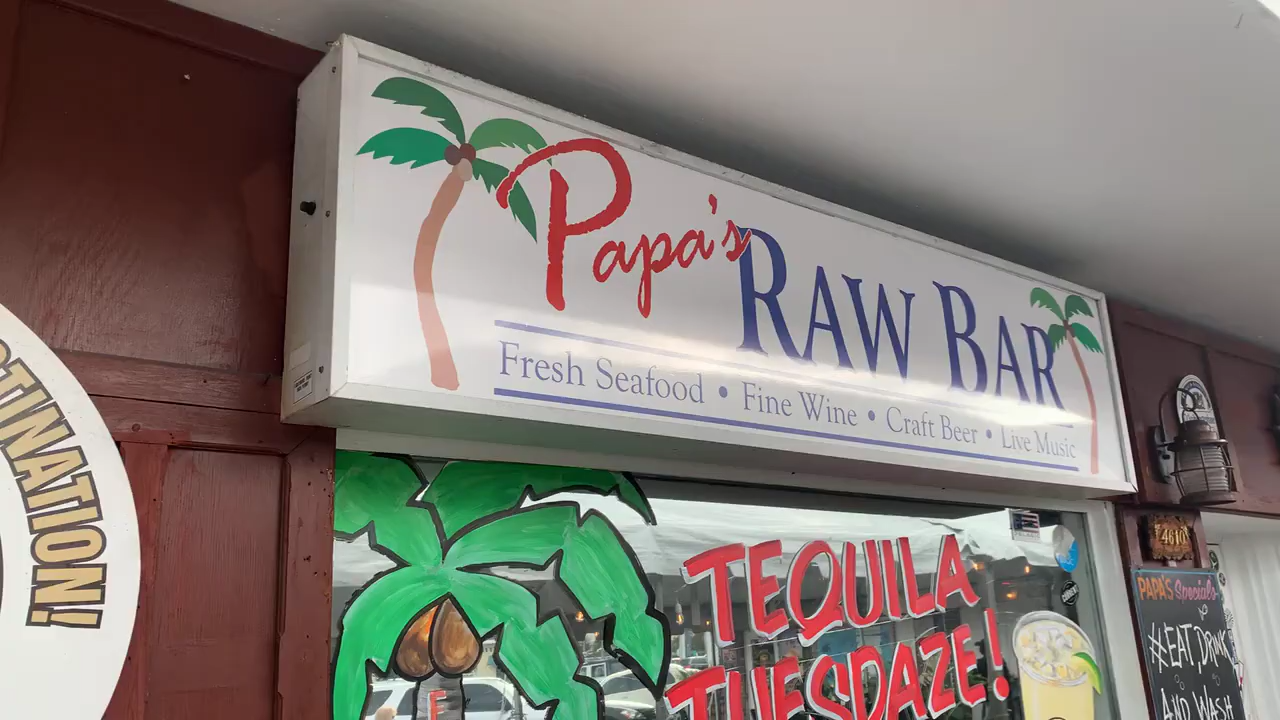 Papa's RAW BAR
Fresh Seafood • Fine Wine • Craft Beer • Live Music
TEQUILA
TUESDAZE!
4610
PAPA'S Specials
#EAT, DRINK
AND WASH
TINATION!